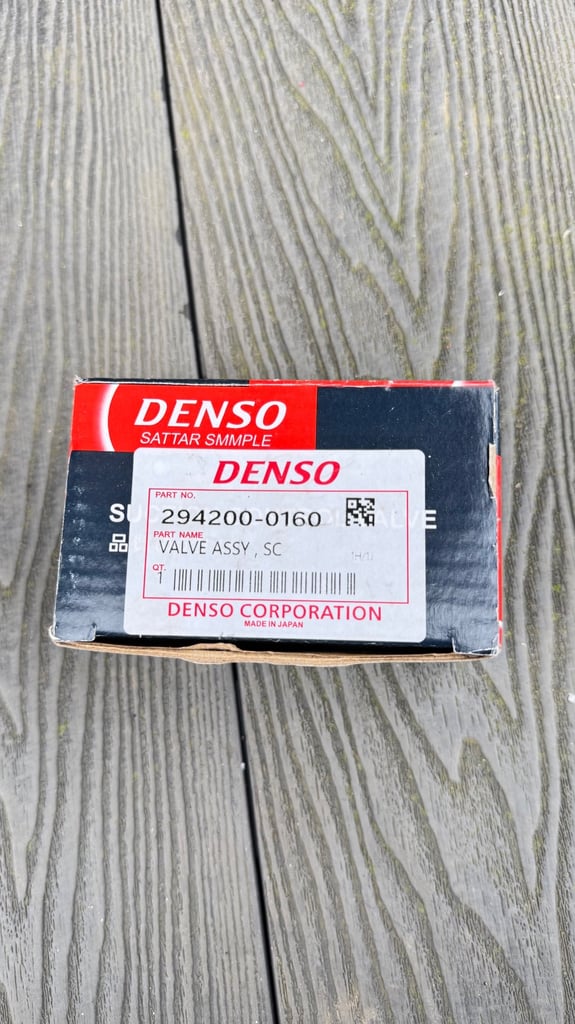 DENSO
SATTAR SMMPLE
DENSO
PART NO.
294200-0160
PART NAME
VALVE ASSY , SC
QT.
1
DENSO CORPORATION
MADE IN JAPAN